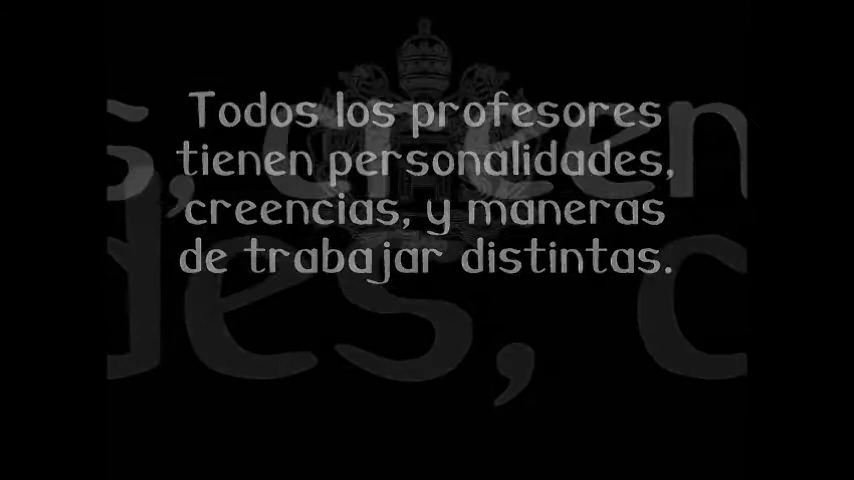 Todos los profesores
tienen personalidades,
creencias, y maneras
de trabajar distintas.